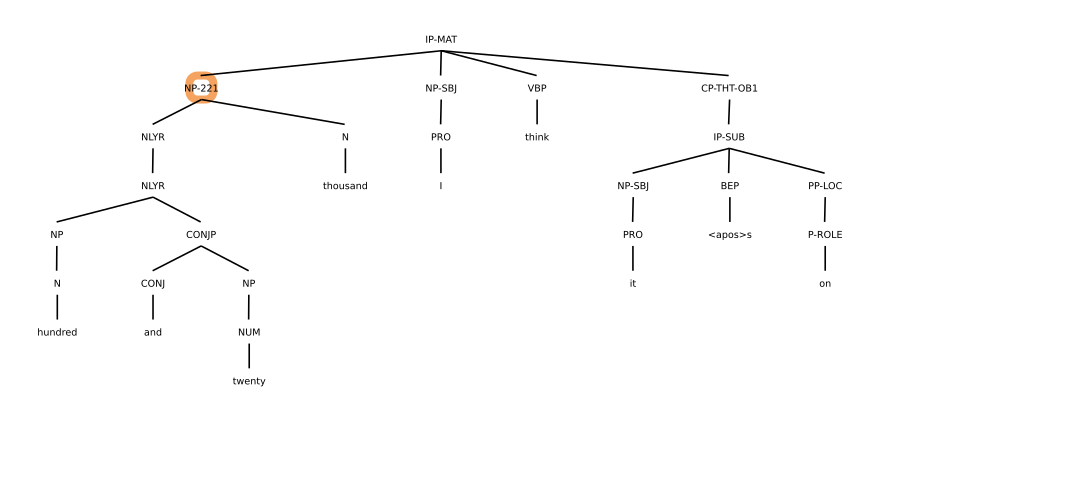 IP-MAT
NP-221 NP-SBJ VBP CP-THT-OB1
NLYR N PRO think IP-SUB
NLYR thousand I NP-SBJ BEP PP-LOC
NP CONJP PRO <apos>s P-ROLE
N CONJ NP it on
hundred and NUM
twenty